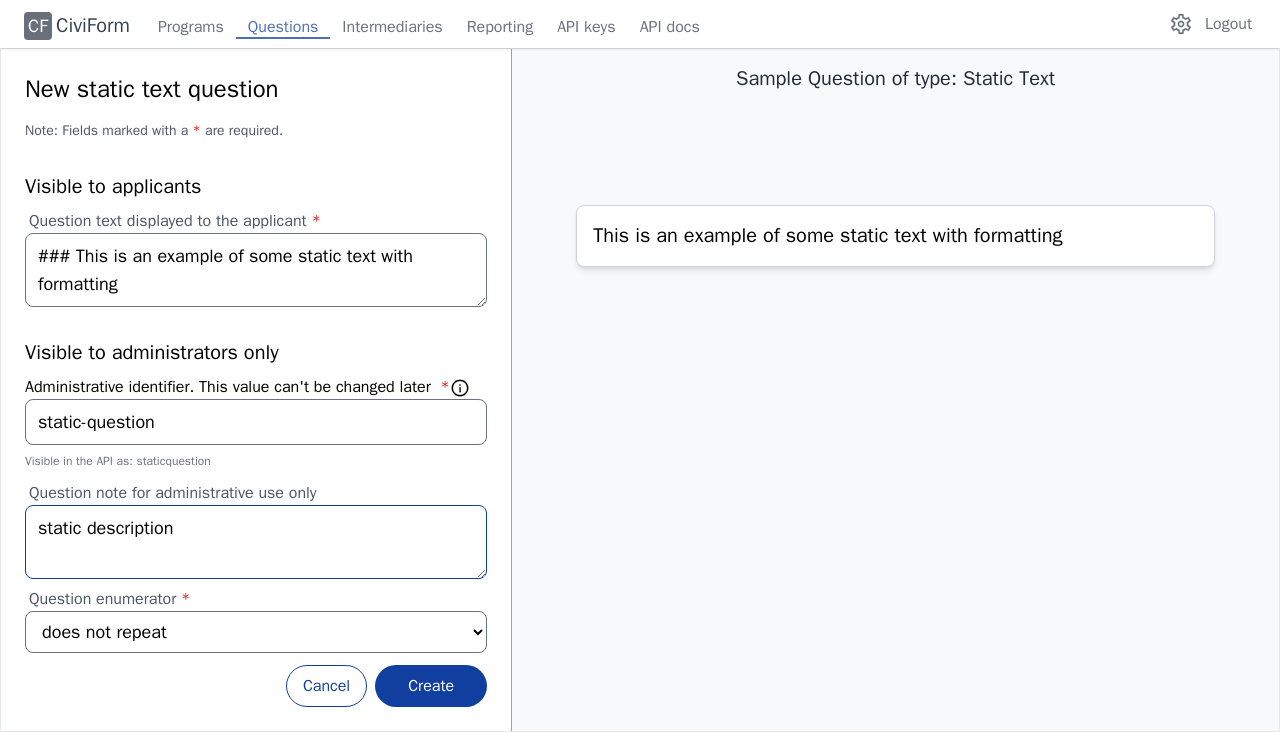 CF CiviForm Programs Questions Intermediaries Reporting API keys API docs Logout
New static text question
Note: Fields marked with a * are required.
Visible to applicants
Question text displayed to the applicant *
### This is an example of some static text with
formatting
Visible to administrators only
Administrative identifier. This value can't be changed later *
static-question
Visible in the API as: staticquestion
Question note for administrative use only
static description
Question enumerator *
does not repeat
Cancel Create
Sample Question of type: Static Text
This is an example of some static text with formatting